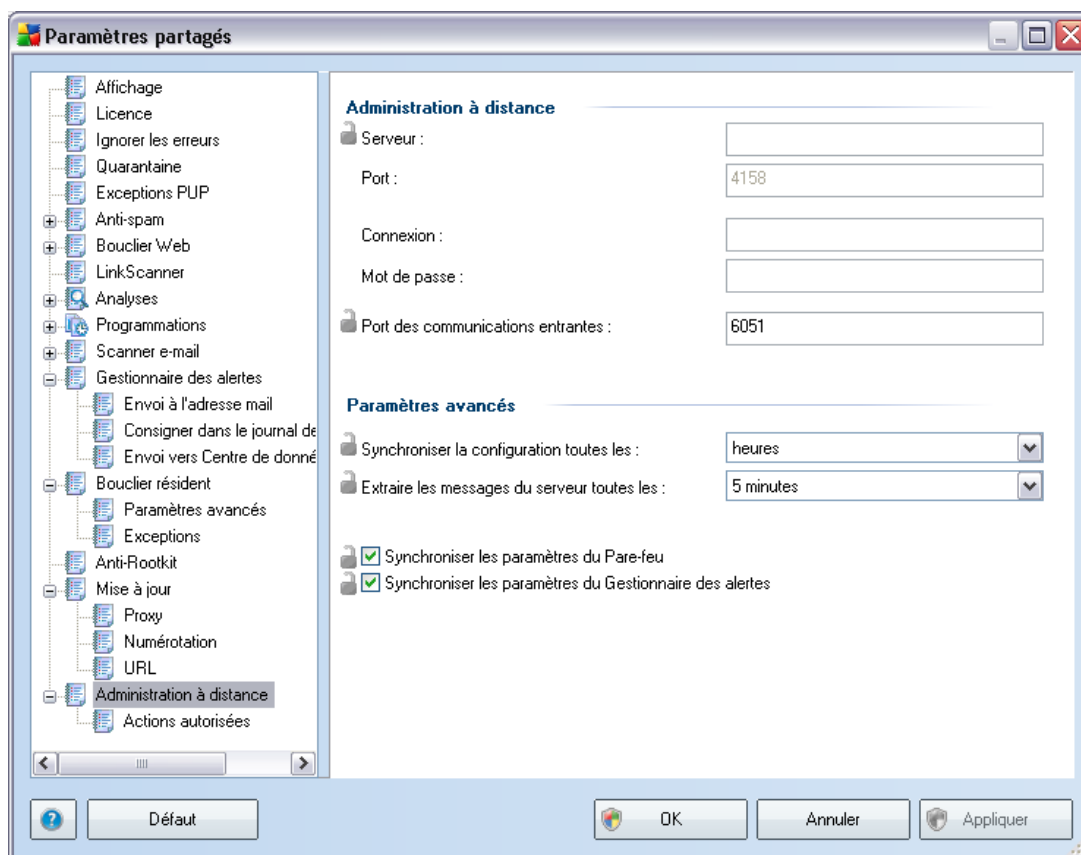 Paramètres partagés
Affichage
Licence
Ignorer les erreurs
Quarantaine
Exceptions PUP
Anti-spam
Bouclier Web
LinkScanner
Analyses
Programmations
Scanner e-mail
Gestionnaire des alertes
Envoi à l'adresse mail
Consigner dans le journal de
Envoi vers Centre de donné
Bouclier résident
Paramètres avancés
Exceptions
Anti-Rootkit
Mise à jour
Proxy
Numérotation
URL
Administration à distance
Actions autorisées
Administration à distance
Serveur :
Port : 4158
Connexion :
Mot de passe :
Port des communications entrantes : 6051
Paramètres avancés
Synchroniser la configuration toutes les : heures
Extraire les messages du serveur toutes les : 5 minutes
Synchroniser les paramètres du Pare-feu
Synchroniser les paramètres du Gestionnaire des alertes
? Défaut OK Annuler Appliquer